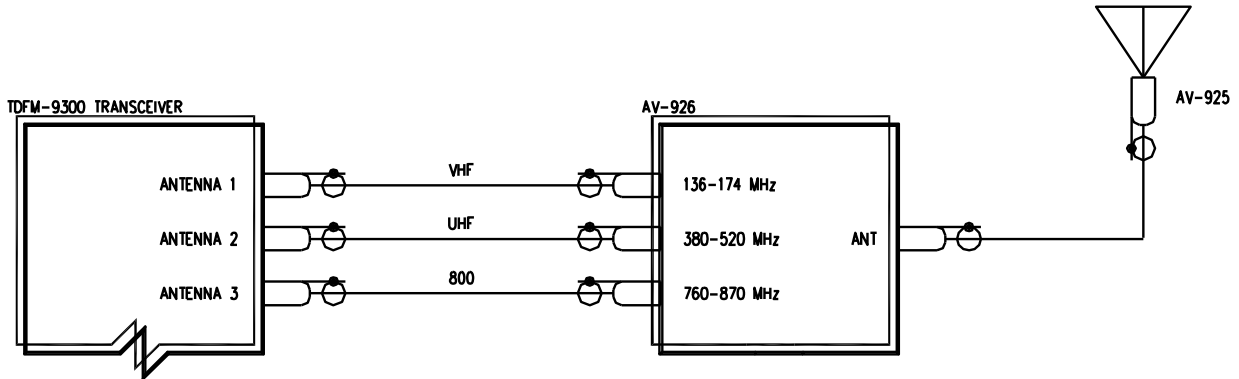 TDFM-9300 TRANSCEIVER
AV-926
AV-925
ANTENNA 1
VHF
136-174 MHz
ANTENNA 2
UHF
380-520 MHz
ANT
ANTENNA 3
800
760-870 MHz